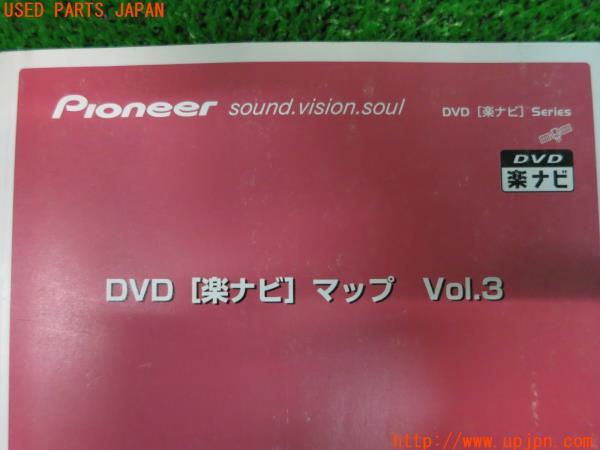 USED PARTS JAPAN
Pioneer sound.vision.soul
DVD［楽ナビ］Series
DVD
楽ナビ
DVD［楽ナビ］マップ Vol.3
http://www.upjpn.com/